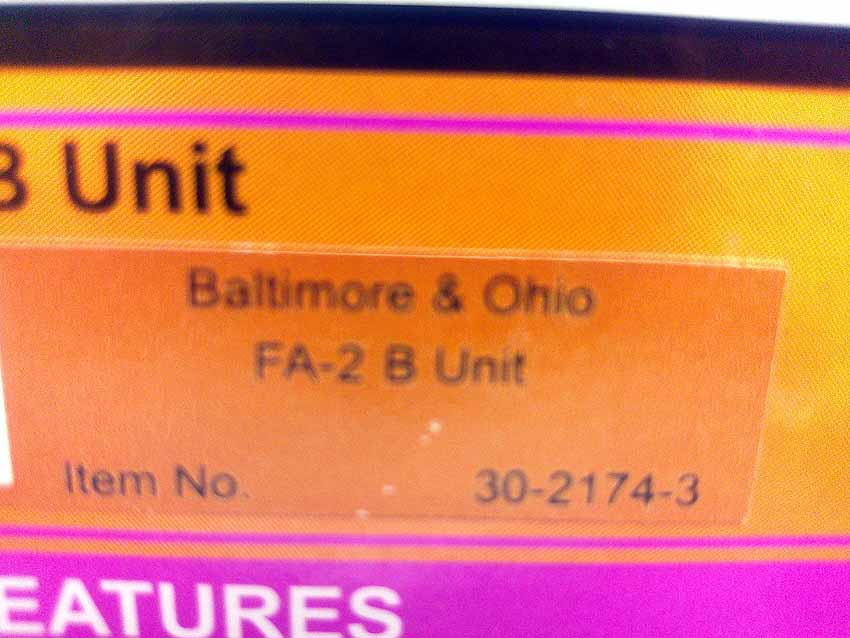 B Unit
Baltimore & Ohio
FA-2 B Unit
Item No. 30-2174-3
EATURES